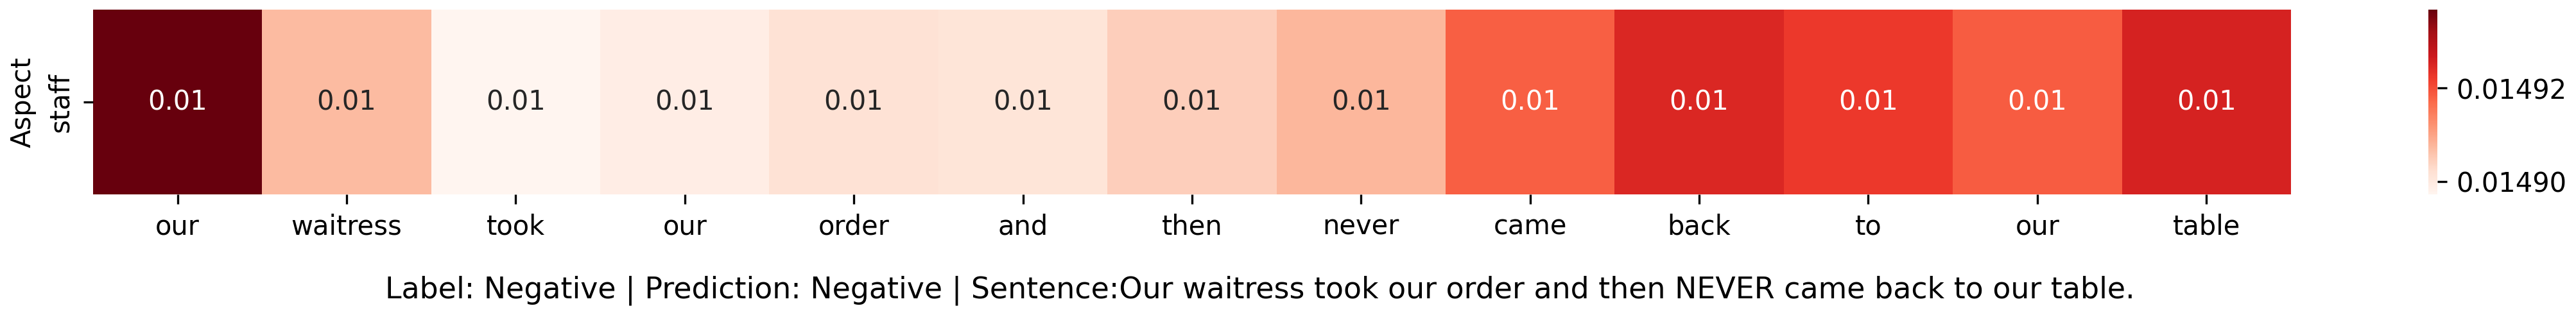 Aspect
staff
0.01 0.01 0.01 0.01 0.01 0.01 0.01 0.01 0.01 0.01 0.01 0.01 0.01
our waitress took our order and then never came back to our table
0.01492
0.01490
Label: Negative | Prediction: Negative | Sentence:Our waitress took our order and then NEVER came back to our table.